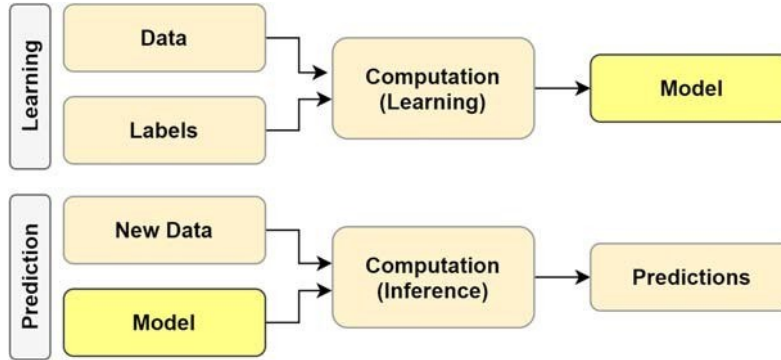 Learning
Data
Labels
Computation
(Learning)
Model
Prediction
New Data
Model
Computation
(Inference)
Predictions